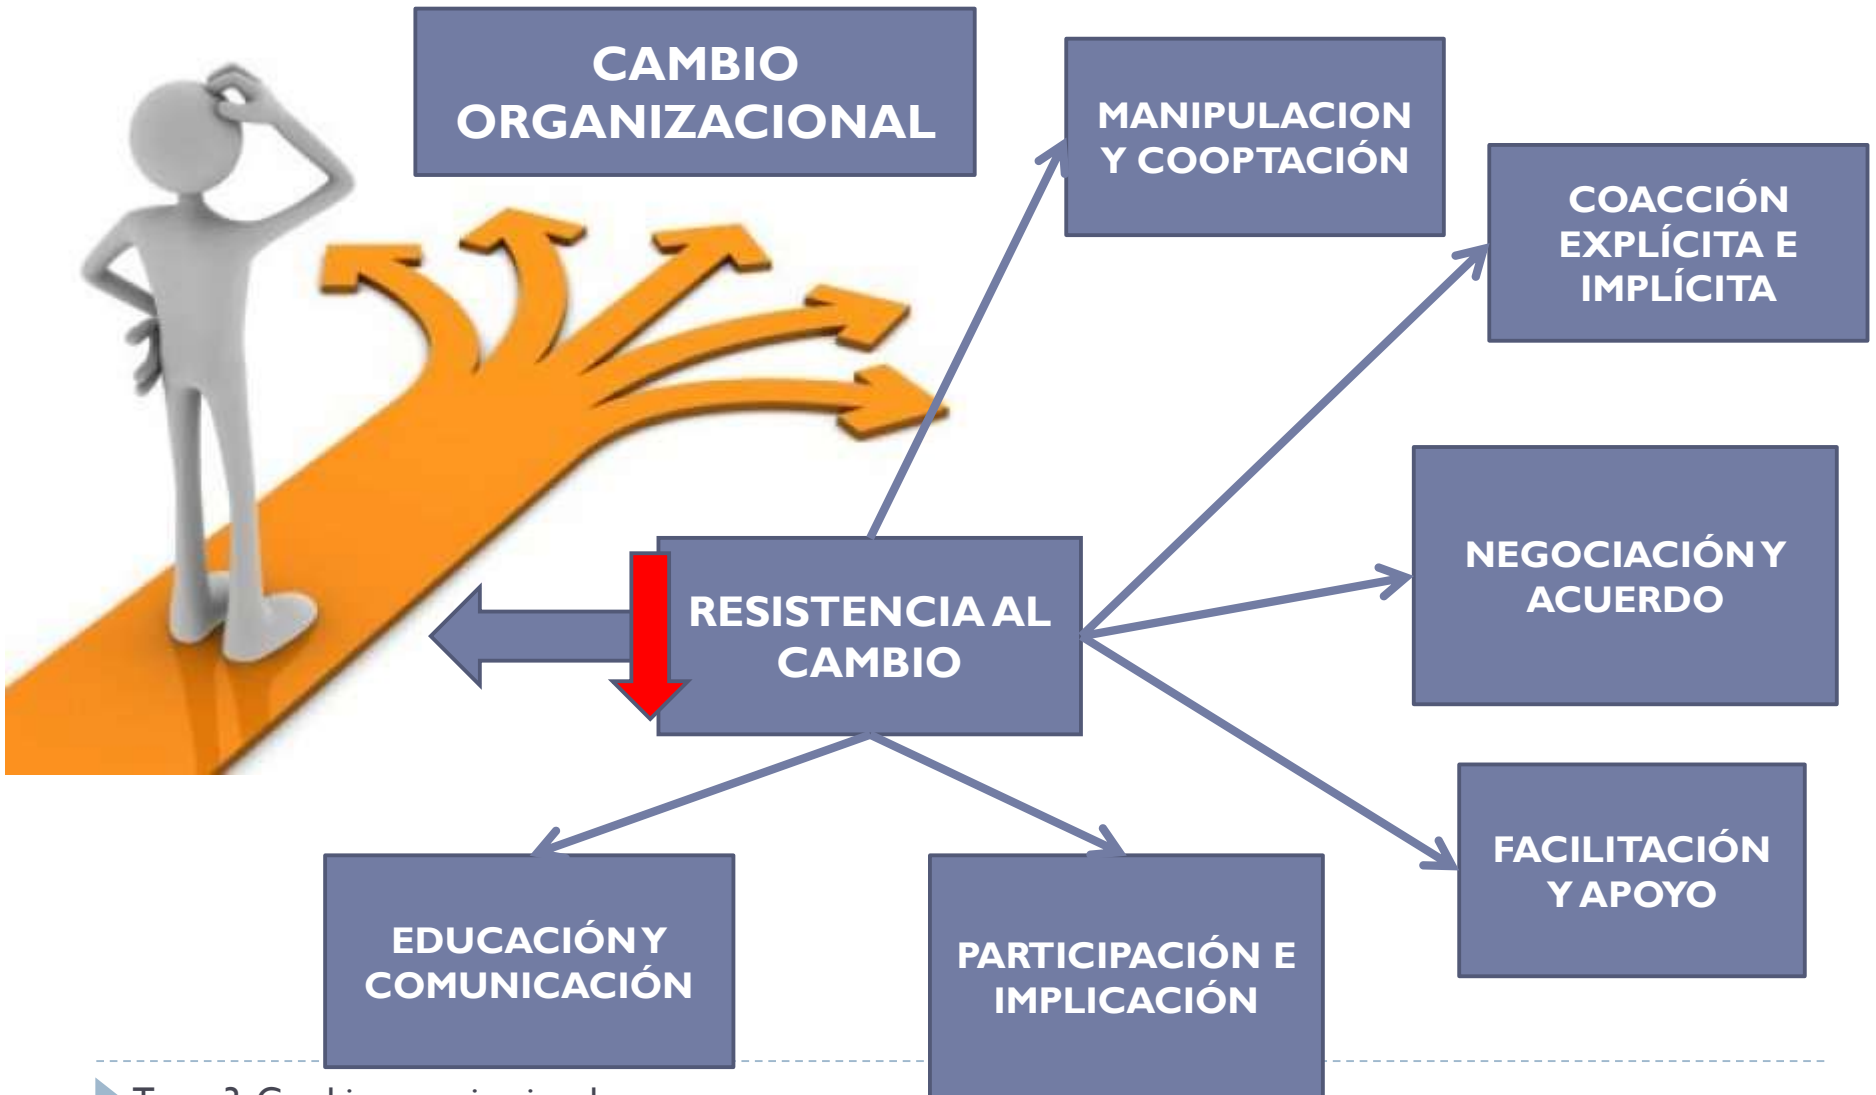 CAMBIO
ORGANIZACIONAL
MANIPULACION
Y COOPTACIÓN
COACCIÓN
EXPLÍCITA E
IMPLÍCITA
NEGOCIACIÓN Y
ACUERDO
RESISTENCIA AL
CAMBIO
FACILITACIÓN
Y APOYO
EDUCACIÓN Y
COMUNICACIÓN
PARTICIPACIÓN E
IMPLICACIÓN